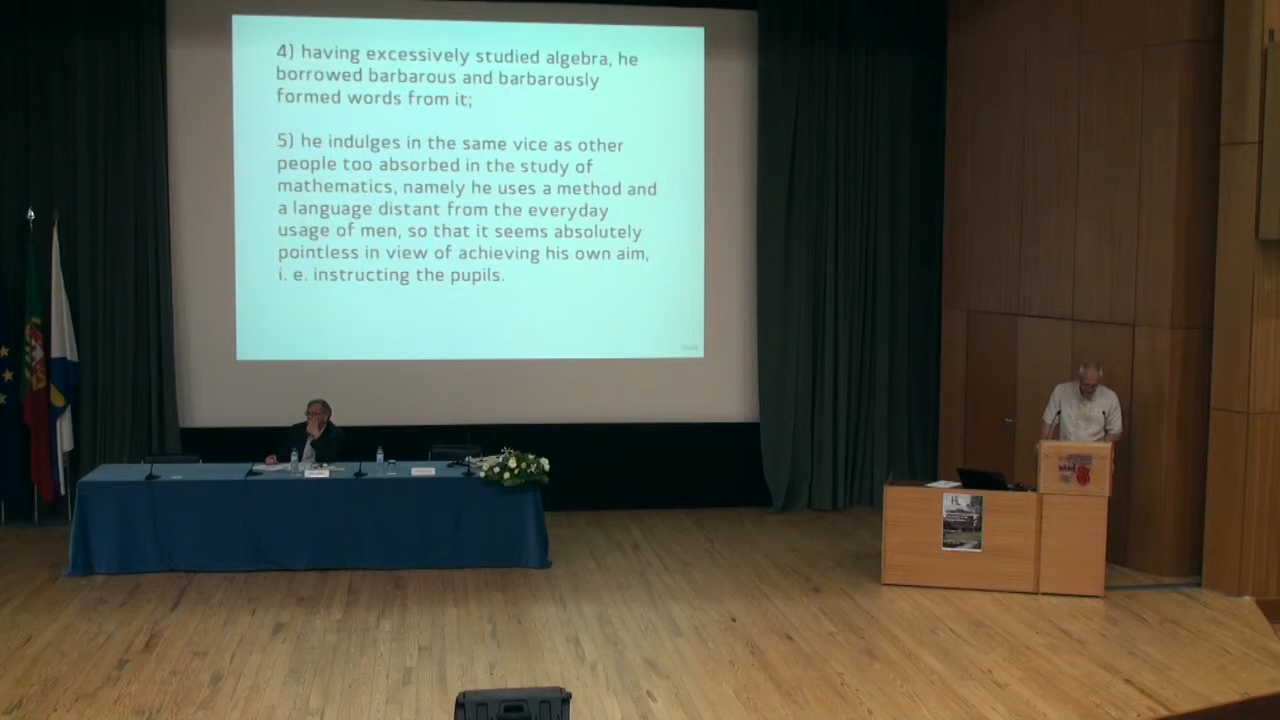 4) having excessively studied algebra, he
borrowed barbarous and barbarously
formed words from it;
5) he indulges in the same vice as other
people too absorbed in the study of
mathematics, namely he uses a method and
a language distant from the everyday
usage of men, so that it seems absolutely
pointless in view of achieving his own aim,
i. e. instructing the pupils.